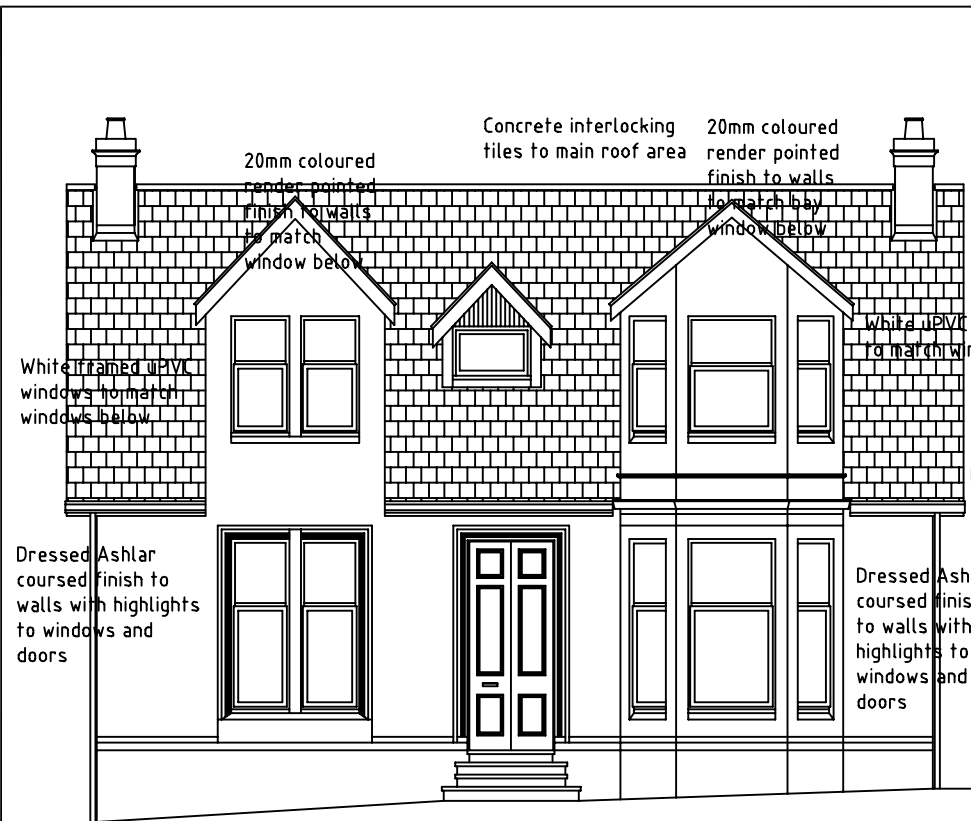 Concrete interlocking
tiles to main roof area
20mm coloured
render pointed
finish to walls
to match bay
window below
20mm coloured
render pointed
finish to walls
to match
window below
White uPVC
to match
White framed uPVC
windows to match
windows below
Dressed Ashlar
coursed finish to
walls with highlights
to windows and
doors
Dressed
coursed
to walls with
highlights to
windows and
doors